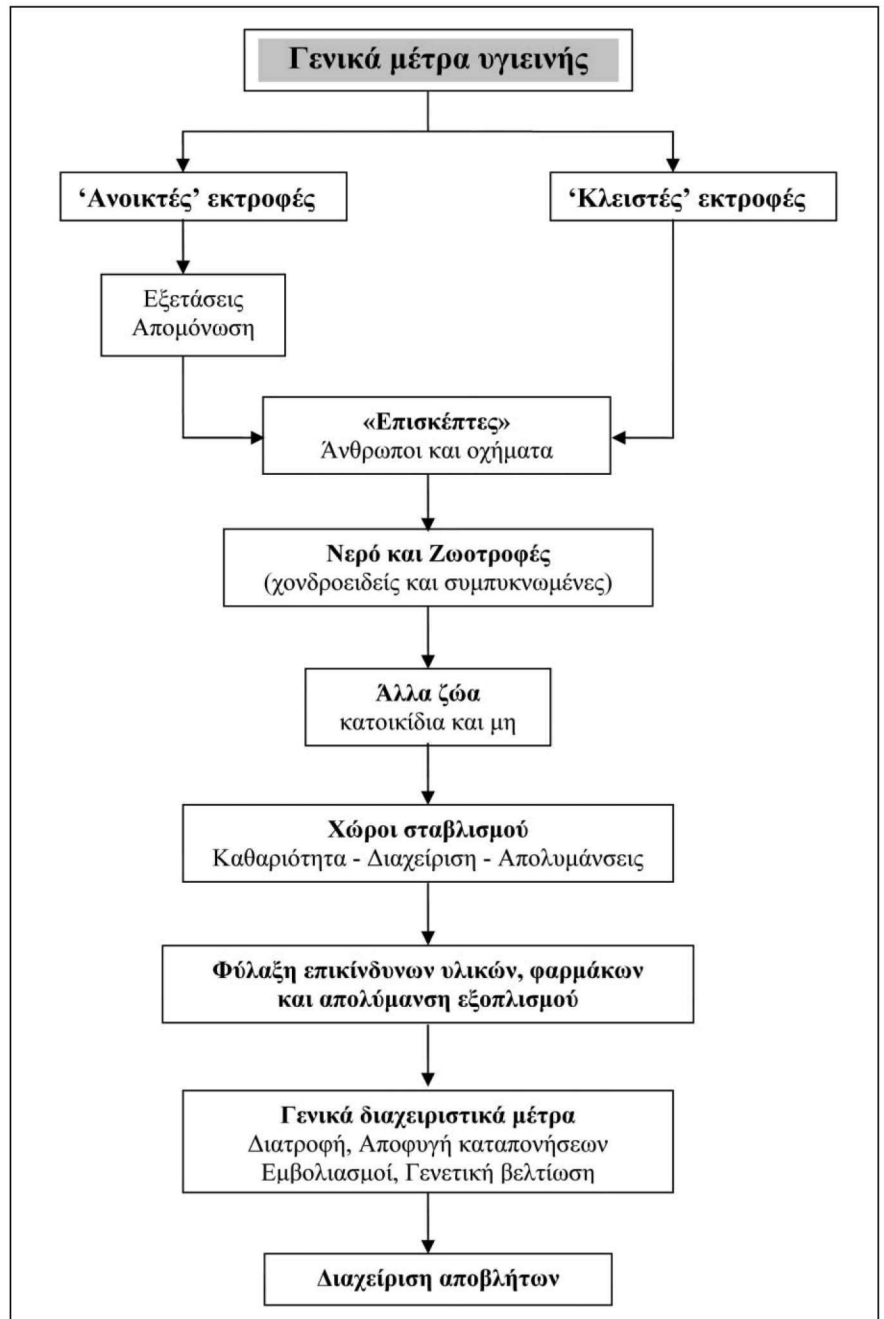 Γενικά μέτρα υγιεινής
‘Ανοικτές’ εκτροφές
‘Κλειστές’ εκτροφές
Εξετάσεις
Απομόνωση
«Επισκέπτες»
Άνθρωποι και οχήματα
Νερό και Ζωοτροφές
(χονδροειδείς και συμπυκνωμένες)
Άλλα ζώα
κατοικίδια και μη
Χώροι σταβλισμού
Καθαριότητα - Διαχείριση - Απολυμάνσεις
Φύλαξη επικίνδυνων υλικών, φαρμάκων
και απολύμανση εξοπλισμού
Γενικά διαχειριστικά μέτρα
Διατροφή, Αποφυγή καταπονήσεων
Εμβολιασμοί, Γενετική βελτίωση
Διαχείριση αποβλήτων